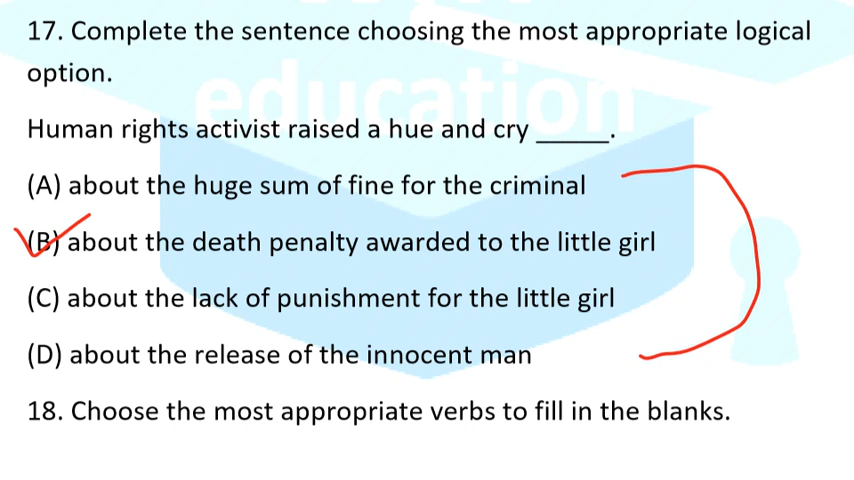 17. Complete the sentence choosing the most appropriate logical
option.
education
Human rights activist raised a hue and cry ______.
(A) about the huge sum of fine for the criminal
(B) about the death penalty awarded to the little girl
(C) about the lack of punishment for the little girl
(D) about the release of the innocent man
18. Choose the most appropriate verbs to fill in the blanks.